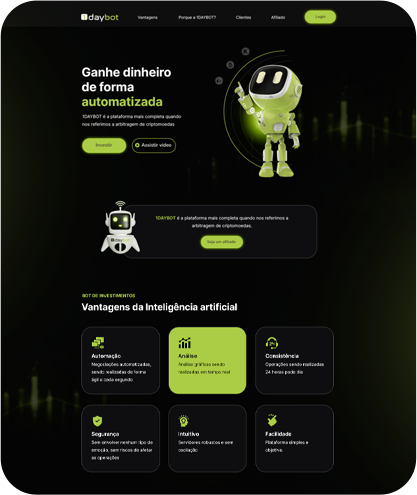 1daybot
Vantagens
Porque a 1DAYBOT?
Clientes
Afiliado
Login
Ganhe dinheiro
de forma
automatizada
1DAYBOT é a plataforma mais completa quando
nos referimos a arbitragem de criptomoedas
Investir
Assistir vídeo
1DAYBOT é a plataforma mais completa quando nos referimos a
arbitragem de criptomoedas.
Seja um afiliado
BOT DE INVESTIMENTOS
Vantagens da Inteligência artificial
Automação
Negociações automatizadas,
sendo realizadas de forma
ágil a cada segundo
Análise
Análise gráficas sendo
realizadas em tempo real
Consistência
Operações sendo realizadas
24 horas pode dia
Segurança
Sem envolver nenhum tipo de
emoção, sem riscos de afetar
as operações
Intuitivo
Servidores robustos e sem
oscilação
Facilidade
Plataforma simples e
objetiva.